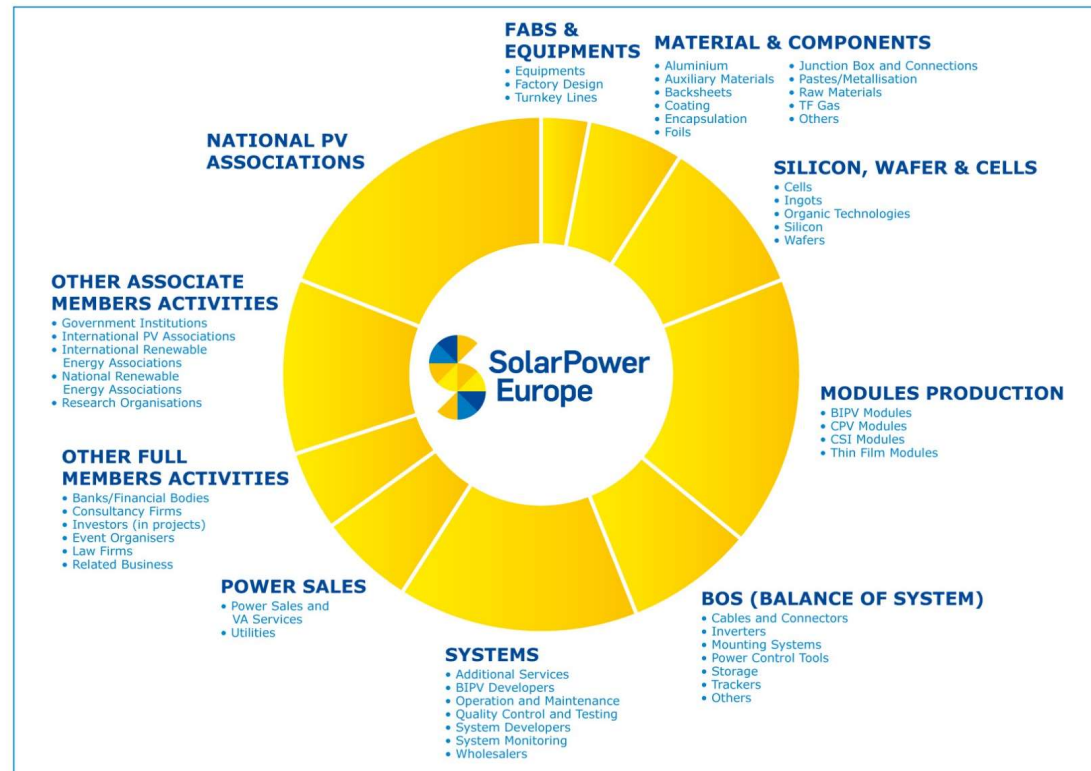 FABS &
EQUIPMENTS
• Equipments
• Factory Design
• Turnkey Lines
MATERIAL & COMPONENTS
• Aluminium
• Auxiliary Materials
• Backsheets
• Coating
• Encapsulation
• Foils
• Junction Box and Connections
• Pastes/Metallisation
• Raw Materials
• TF Gas
• Others
SILICON, WAFER & CELLS
• Cells
• Ingots
• Organic Technologies
• Silicon
• Wafers
MODULES PRODUCTION
• BIPV Modules
• CPV Modules
• CSI Modules
• Thin Film Modules
BOS (BALANCE OF SYSTEM)
• Cables and Connectors
• Inverters
• Mounting Systems
• Power Control Tools
• Storage
• Trackers
• Others
SYSTEMS
• Additional Services
• BIPV Developers
• Operation and Maintenance
• Quality Control and Testing
• System Developers
• System Monitoring
• Wholesalers
POWER SALES
• Power Sales and
VA Services
• Utilities
OTHER FULL
MEMBERS ACTIVITIES
• Banks/Financial Bodies
• Consultancy Firms
• Investors (in projects)
• Event Organisers
• Law Firms
• Related Business
OTHER ASSOCIATE
MEMBERS ACTIVITIES
• Government Institutions
• International PV Associations
• International Renewable
Energy Associations
• National Renewable
Energy Associations
• Research Organisations
NATIONAL PV
ASSOCIATIONS
SolarPower
Europe